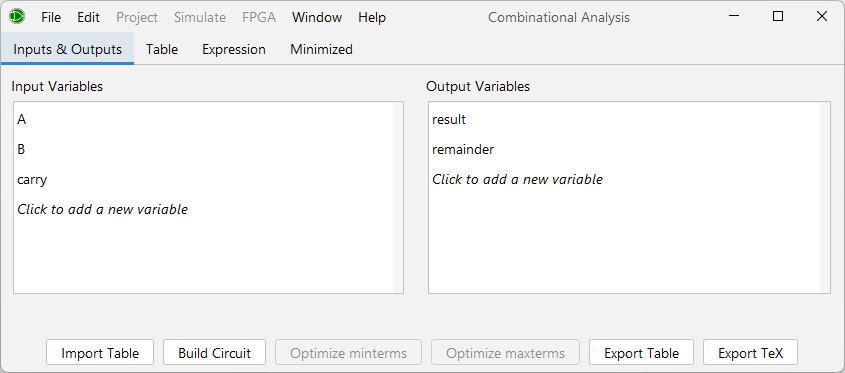 File Edit Project Simulate FPGA Window Help Combinational Analysis
Inputs & Outputs Table Expression Minimized
Input Variables Output Variables
A result
B remainder
carry Click to add a new variable
Click to add a new variable
Import Table Build Circuit Optimize minterms Optimize maxterms Export Table Export TeX